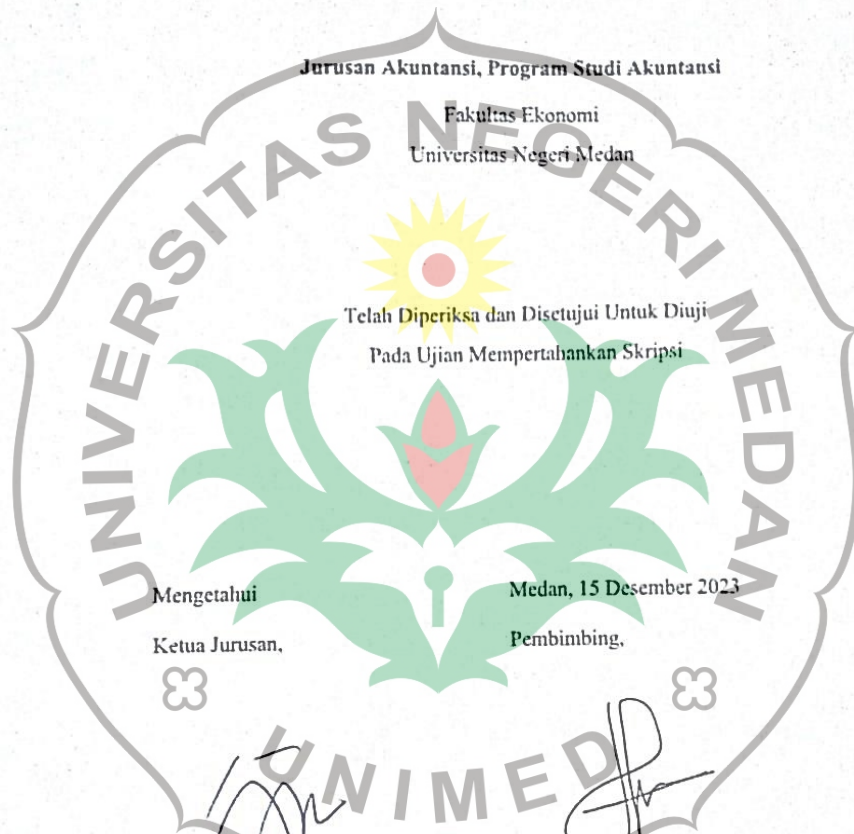 Jurusan Akuntansi, Program Studi Akuntansi
Fakultas Ekonomi
Universitas Negeri Medan
UNIVERSITAS NEGERI MEDAN
Telah Diperiksa dan Disetujui Untuk Diuji
Pada Ujian Mempertahankan Skripsi
Mengetahui
Medan, 15 Desember 2023
Ketua Jurusan,
Pembimbing,
UNIMED